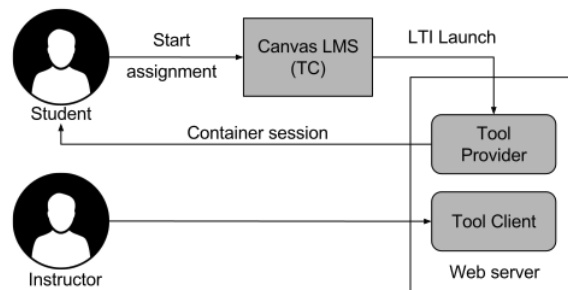 Start
assignment
Canvas LMS
(TC)
LTI Launch
Student
Container session
Tool
Provider
Tool Client
Instructor
Web server